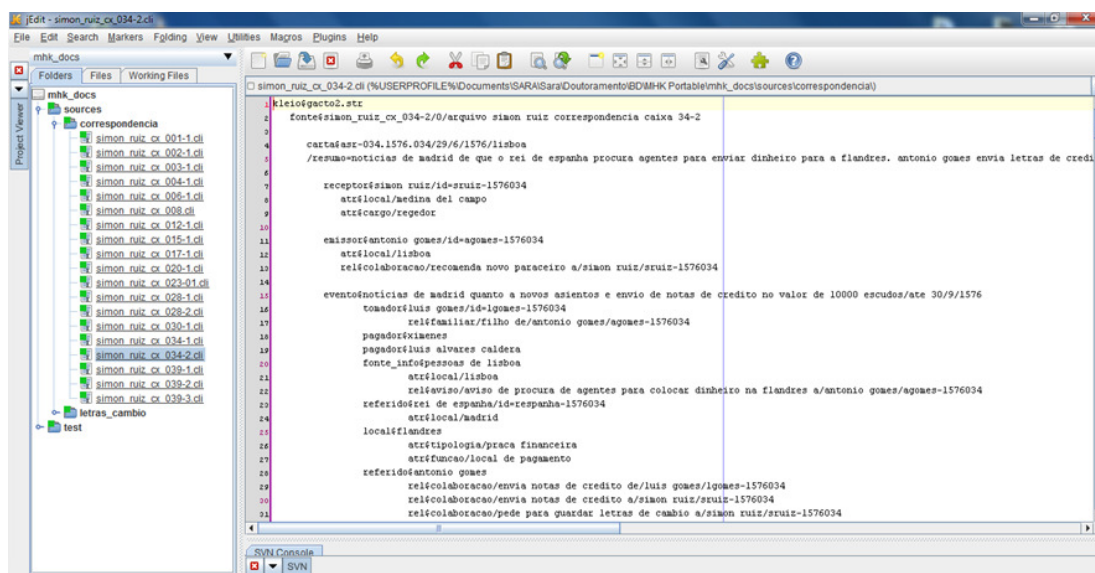 jEdit - simon_ruiz_cx_034-2.cli
File Edit Search Markers Folding View Utilities Macros Plugins Help
mhk_docs
Folders Files Working Files
Project Viewer
mhk_docs
sources
correspondencia
simon_ruiz_cx_001-1.cli
simon_ruiz_cx_002-1.cli
simon_ruiz_cx_003-1.cli
simon_ruiz_cx_004-1.cli
simon_ruiz_cx_006-1.cli
simon_ruiz_cx_008.cli
simon_ruiz_cx_012-1.cli
simon_ruiz_cx_015-1.cli
simon_ruiz_cx_017-1.cli
simon_ruiz_cx_020-1.cli
simon_ruiz_cx_023-01.cli
simon_ruiz_cx_028-1.cli
simon_ruiz_cx_028-2.cli
simon_ruiz_cx_030-1.cli
simon_ruiz_cx_034-1.cli
simon_ruiz_cx_034-2.cli
simon_ruiz_cx_039-1.cli
simon_ruiz_cx_039-2.cli
simon_ruiz_cx_039-3.cli
letras_cambio
test
simon_ruiz_cx_034-2.cli (%USERPROFILE%\Documents\SARA\Sara\Doutoramento\BD\MHK Portable\mhk_docs\sources\correspondencia\)
1 kleio$gacto2.str
2 fonte$simon_ruiz_cx_034-2/0/arquivo simon ruiz correspondencia caixa 34-2
3
4 carta$asr-034.1576.034/29/6/1576/lisboa
5 /resumo=noticias de madrid de que o rei de espanha procura agentes para enviar dinheiro para a flandres. antonio gomes envia letras de credi
6
7 receptor$simon ruiz/id=sruiz-1576034
8 atr$local/medina del campo
9 atr$cargo/regedor
10
11 emissor$antonio gomes/id=agomes-1576034
12 atr$local/lisboa
13 rel$colaboracao/recomenda novo paraceiro a/simon ruiz/sruiz-1576034
14
15 evento$noticias de madrid quanto a novos asientos e envio de notas de credito no valor de 10000 escudos/ate 30/9/1576
16 tomador$luis gomes/id=lgomes-1576034
17 rel$familiar/filho de/antonio gomes/agomes-1576034
18 pagador$ximenes
19 pagador$luis alvares caldera
20 fonte_info$pessoas de lisboa
21 atr$local/lisboa
22 rel$aviso/aviso de procura de agentes para colocar dinheiro na flandres a/antonio gomes/agomes-1576034
23 referido$rei de espanha/id=respanha-1576034
24 atr$local/madrid
25 local$flandres
26 atr$tipologia/praca financeira
27 atr$funcao/local de pagamento
28 referido$antonio gomes
29 rel$colaboracao/envia notas de credito de/luis gomes/lgomes-1576034
30 rel$colaboracao/envia notas de credito a/simon ruiz/sruiz-1576034
31 rel$colaboracao/pede para guardar letras de cambio a/simon ruiz/sruiz-1576034
SVN Console
SVN